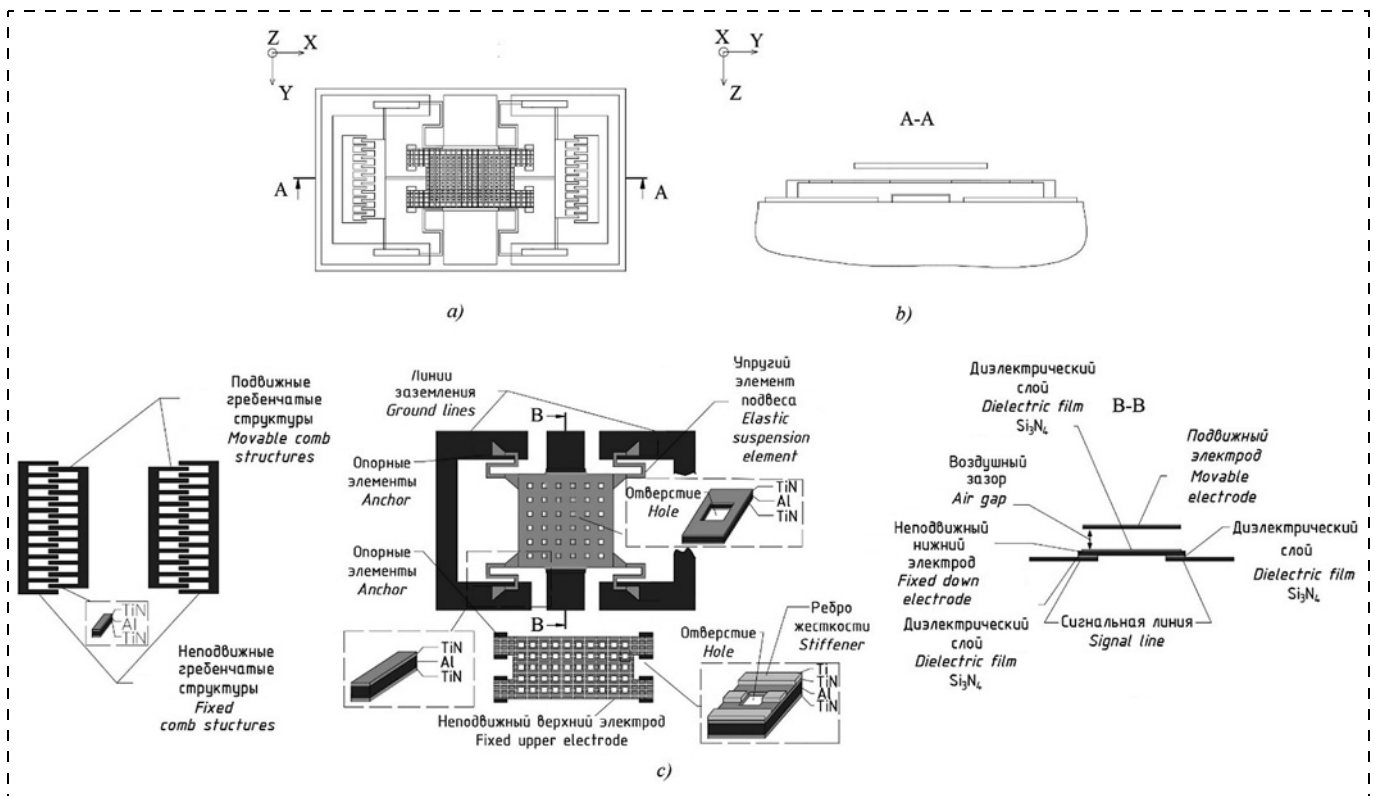 Z
X
Y
A
A
a)
X
Y
Z
A-A
b)
Подвижные
гребенчатые
структуры
Movable comb
structures
TiN
Al
TiN
Неподвижные
гребенчатые
структуры
Fixed
comb stuctures
Линии
заземления
Ground lines
B
Упругий
элемент
подвеса
Elastic
suspension
element
Опорные
элементы
Anchor
Отверстие
Hole
TiN
Al
TiN
Опорные
элементы
Anchor
B
TiN
Al
TiN
Отверстие
Hole
Ребро
жесткости
Stiffener
Ti
TiN
Al
TiN
Неподвижный верхний электрод
Fixed upper electrode
c)
Диэлектрический
слой
Dielectric film
Si₃N₄
B-B
Подвижный
электрод
Movable
electrode
Воздушный
зазор
Air gap
Неподвижный
нижний
электрод
Fixed down
electrode
Диэлектрический
слой
Dielectric film
Si₃N₄
Сигнальная линия
Signal line
Диэлектрический
слой
Dielectric film
Si₃N₄